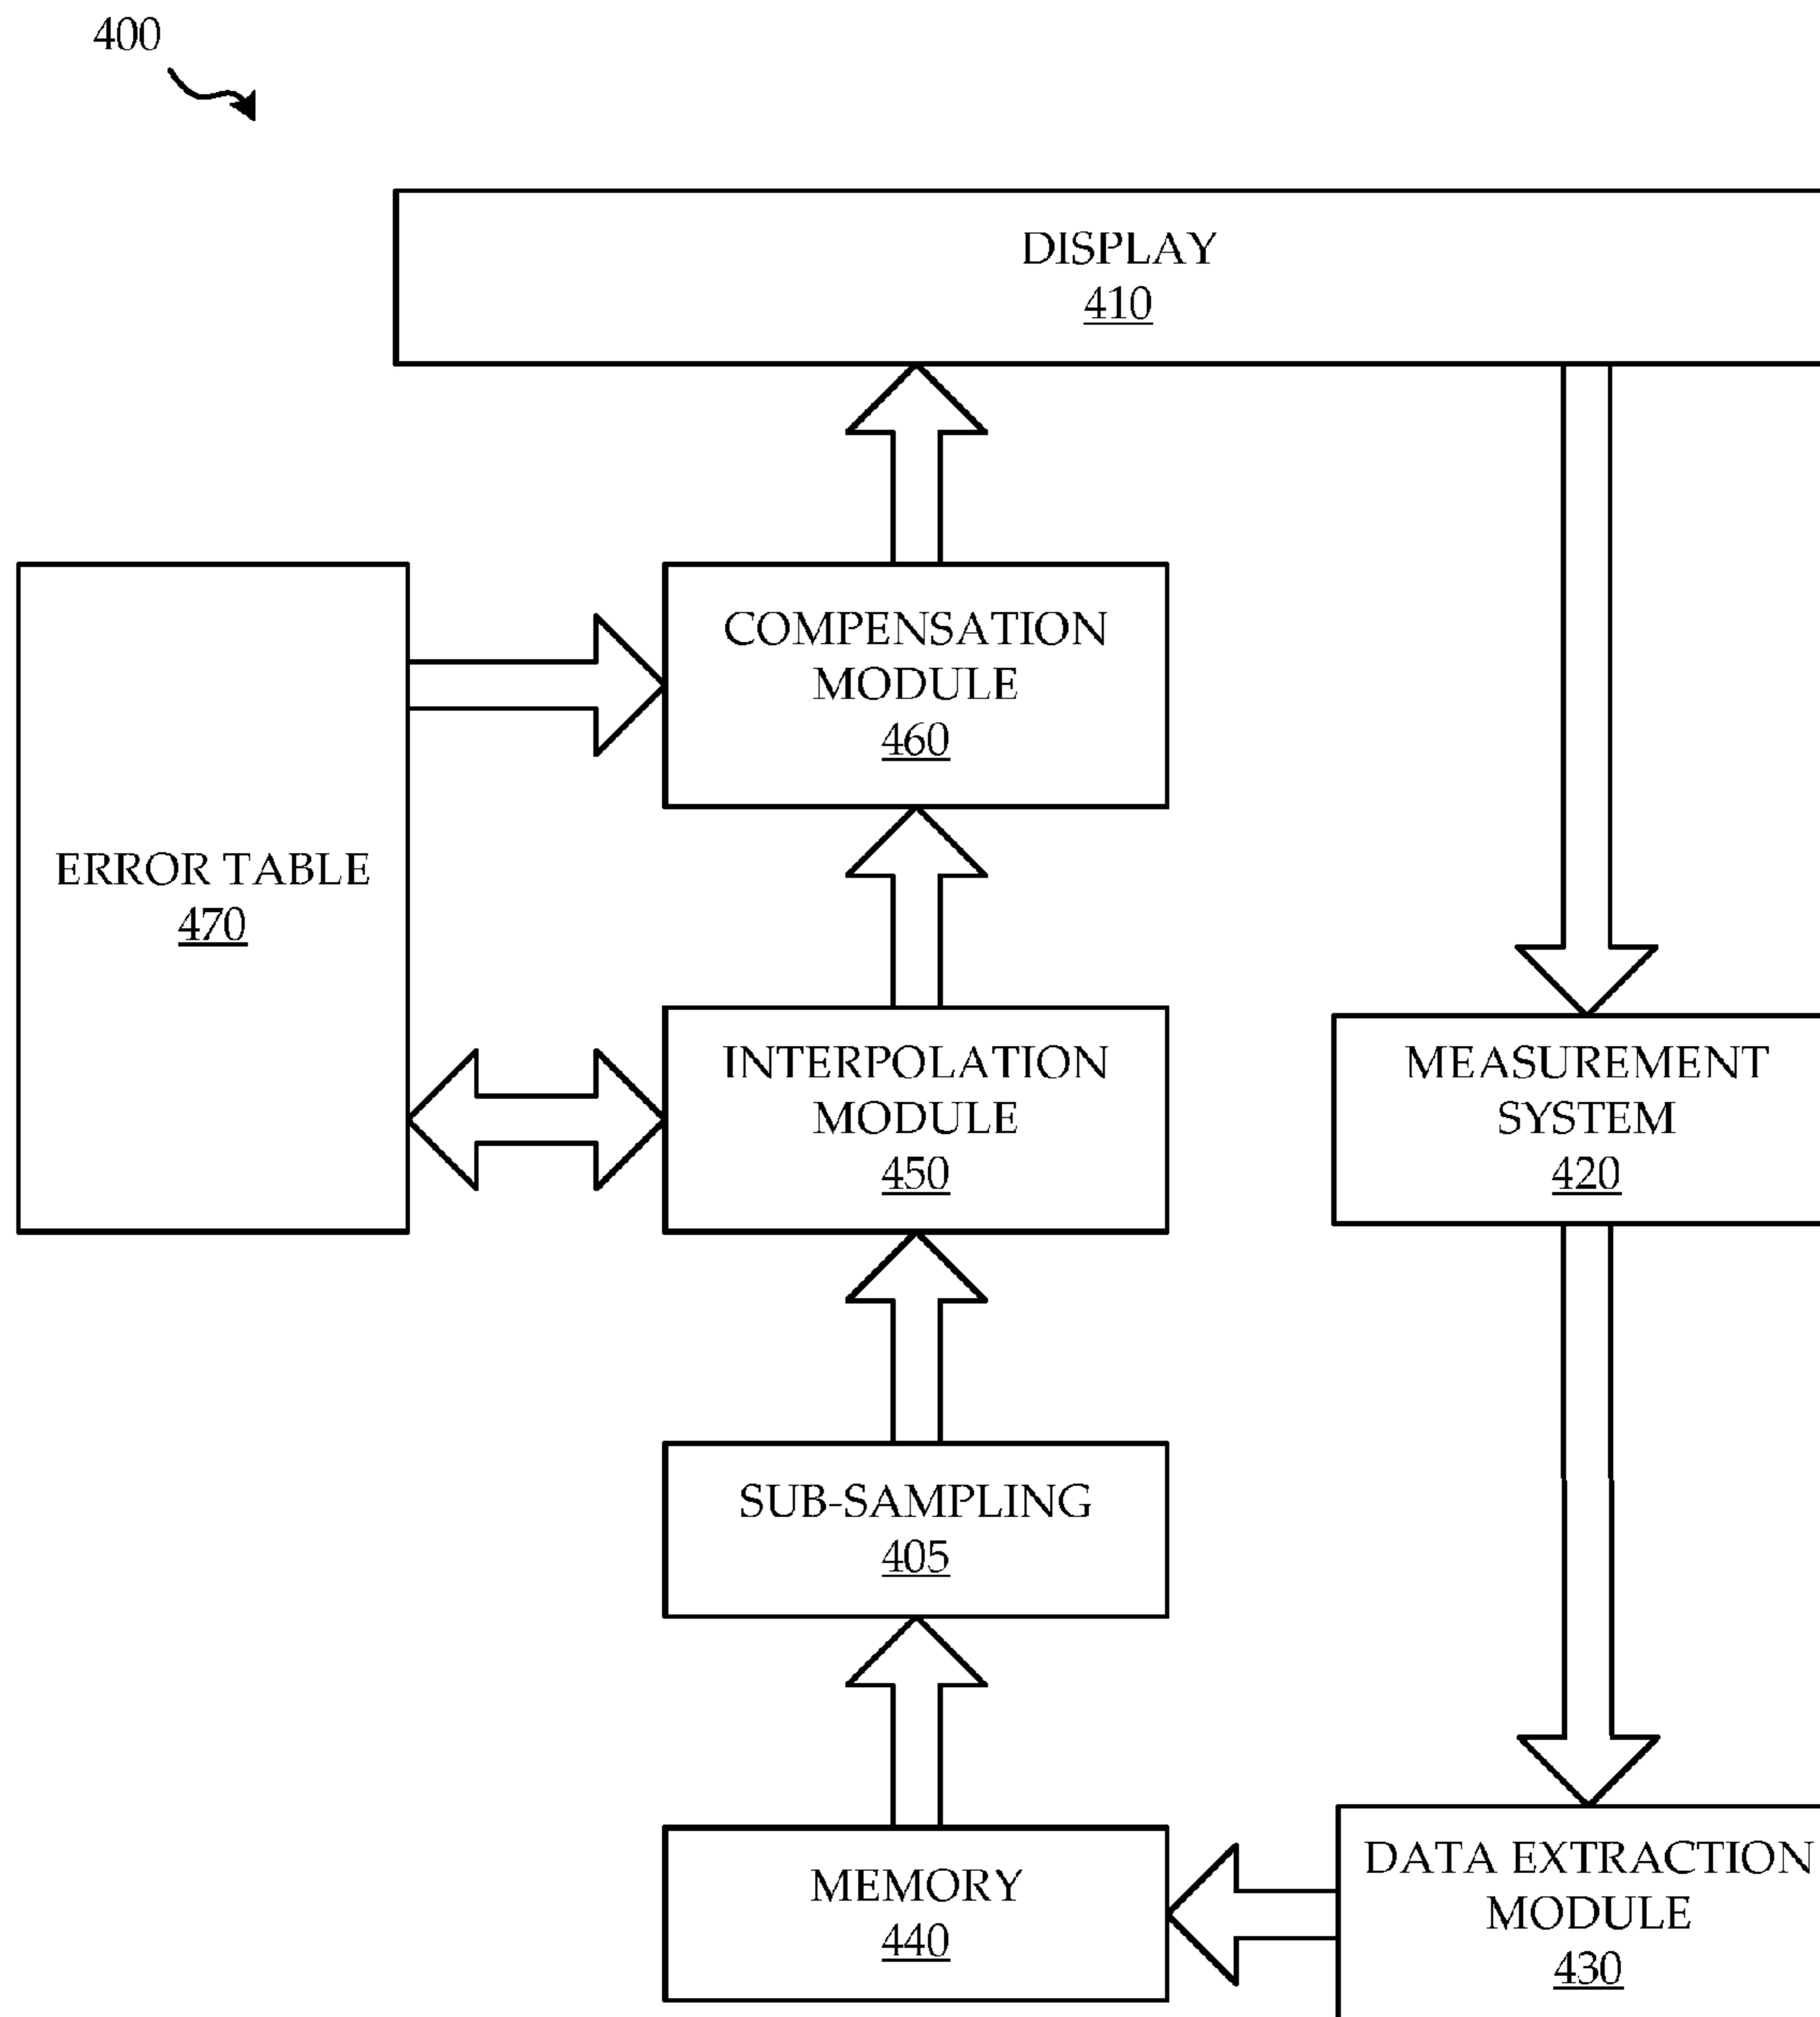 400
DISPLAY
410
COMPENSATION
MODULE
460
ERROR TABLE
470
INTERPOLATION
MODULE
450
MEASUREMENT
SYSTEM
420
SUB-SAMPLING
405
MEMORY
440
DATA EXTRACTION
MODULE
430